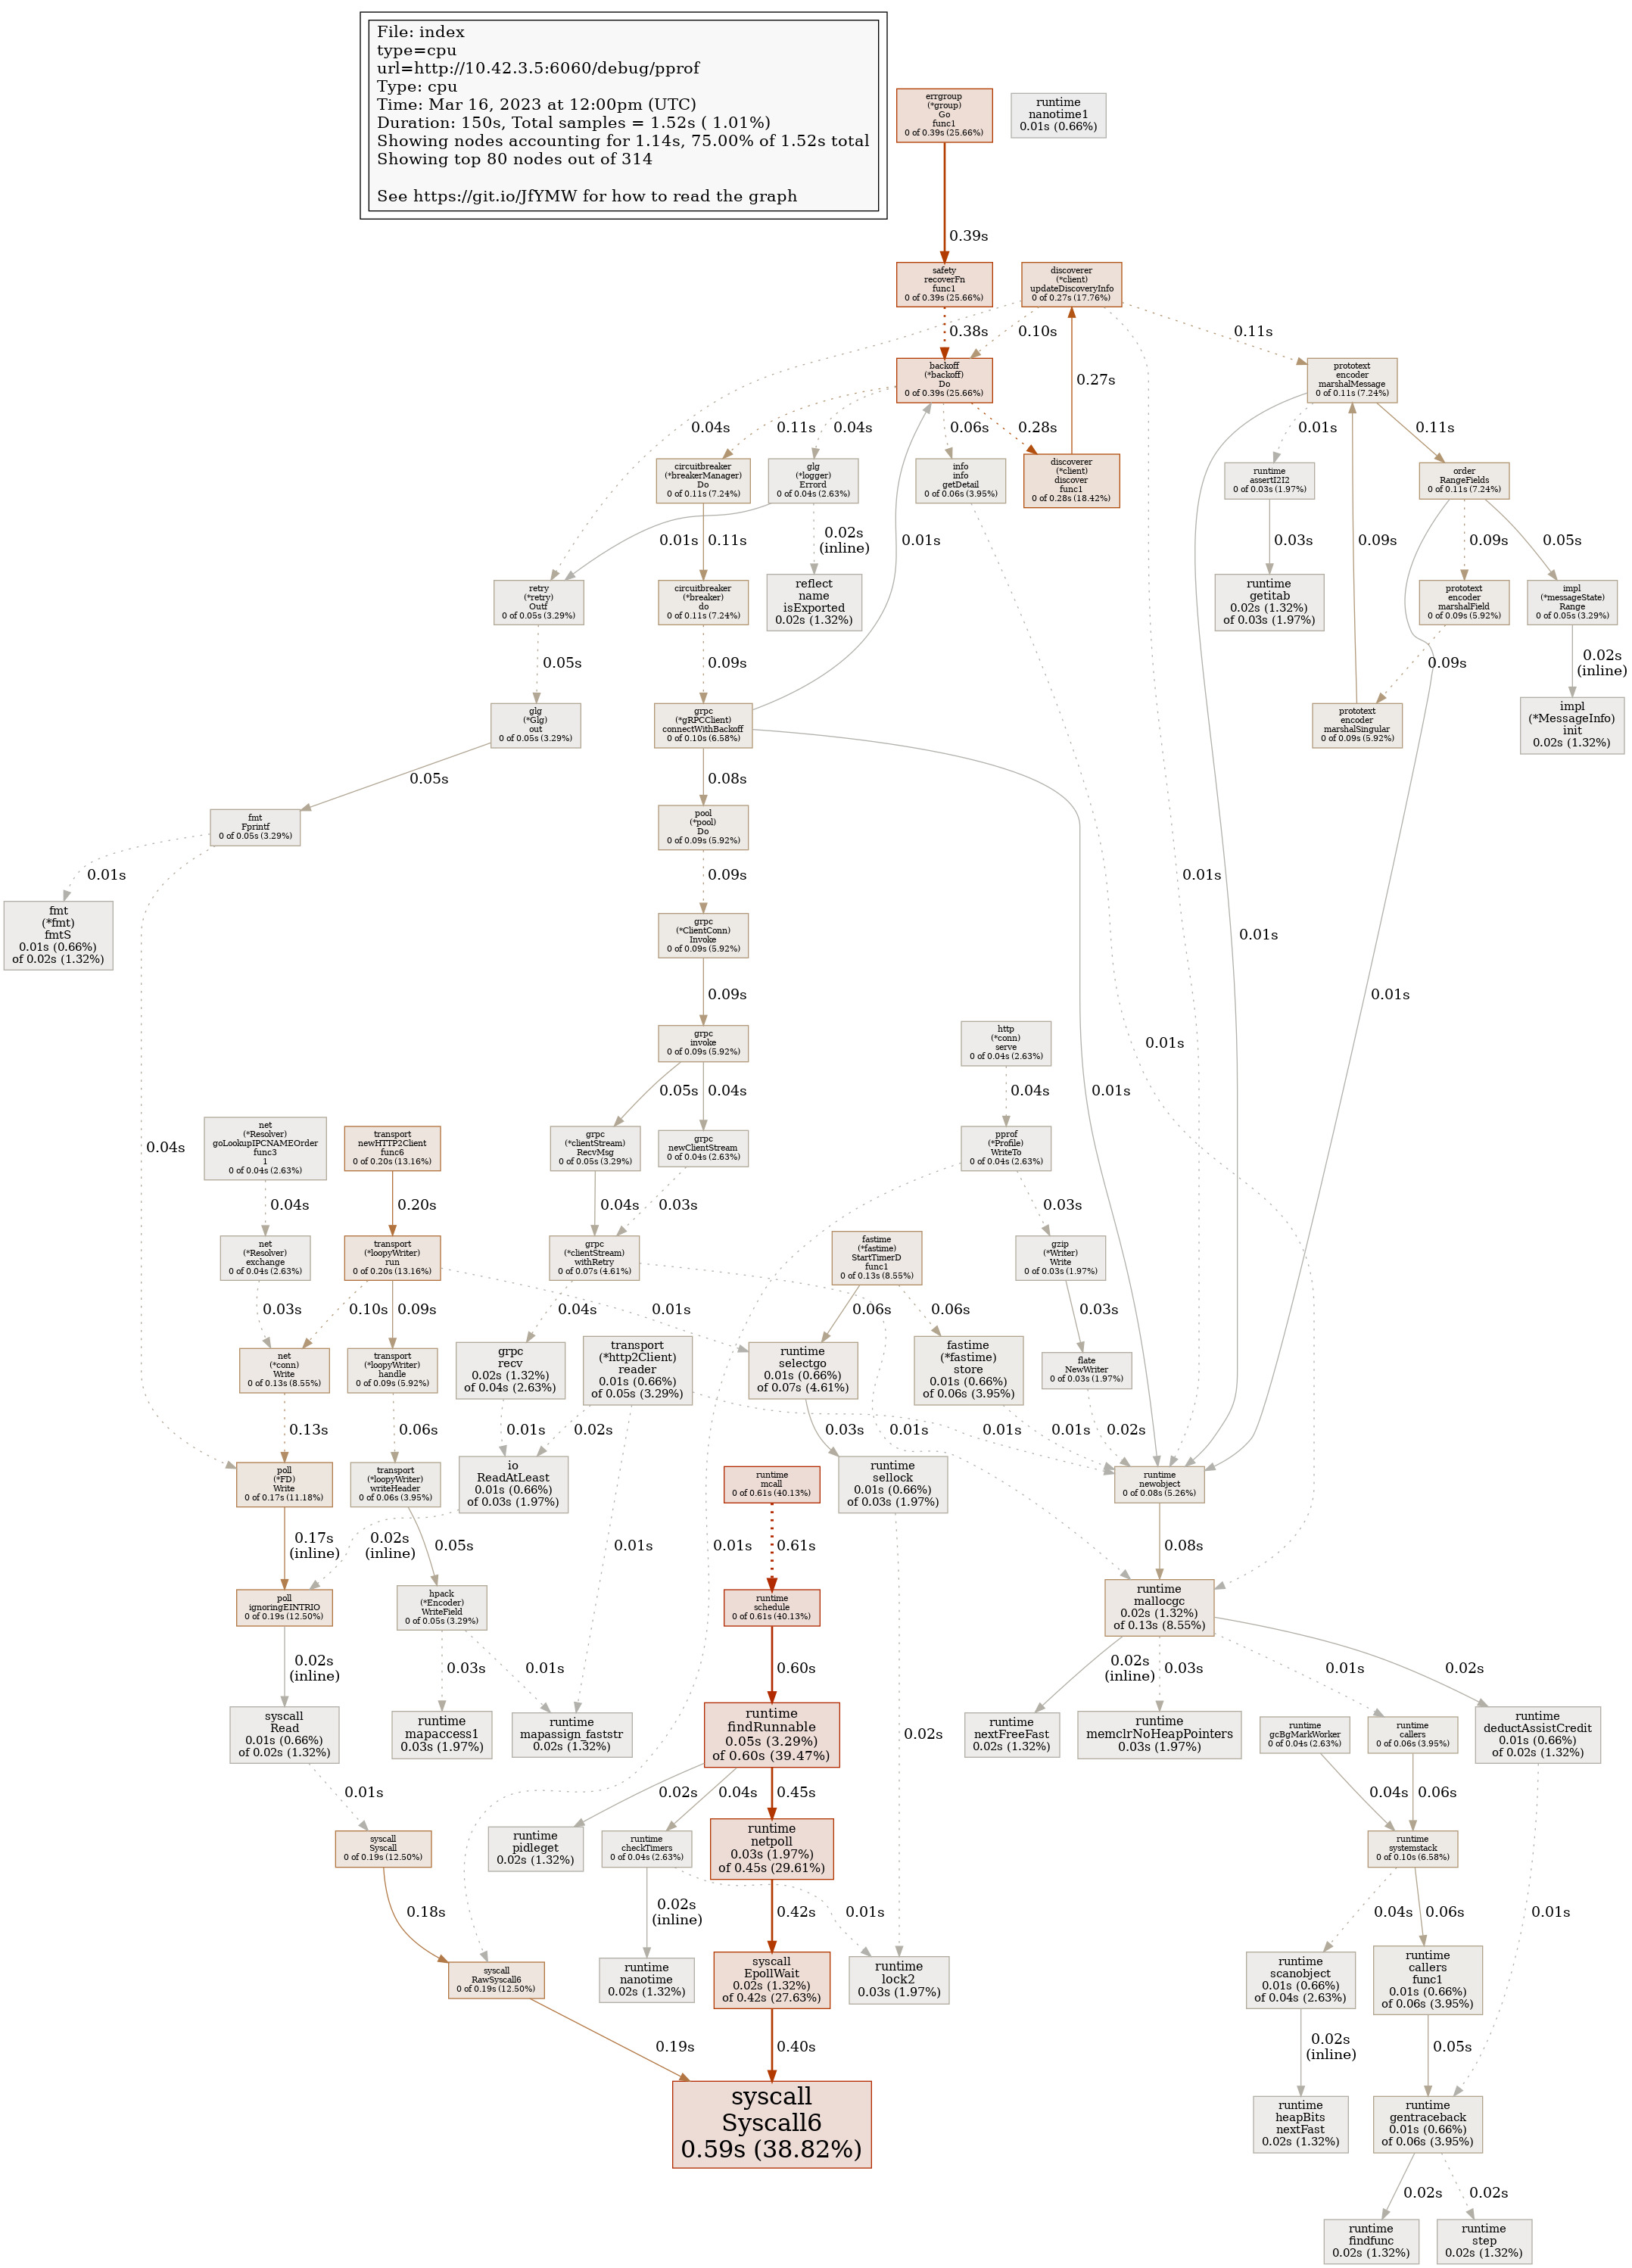 File: index
type=cpu
url=http://10.42.3.5:6060/debug/pprof
Type: cpu
Time: Mar 16, 2023 at 12:00pm (UTC)
Duration: 150s, Total samples = 1.52s ( 1.01%)
Showing nodes accounting for 1.14s, 75.00% of 1.52s total
Showing top 80 nodes out of 314
See https://git.io/JfYMW for how to read the graph
errgroup
(*group)
Go
func1
0 of 0.39s (25.66%)
runtime
nanotime1
0.01s (0.66%)
0.39s
safety
recoverFn
func1
0 of 0.39s (25.66%)
discoverer
(*client)
updateDiscoveryInfo
0 of 0.27s (17.76%)
0.38s
0.10s
0.11s
backoff
(*backoff)
Do
0 of 0.39s (25.66%)
0.27s
prototext
encoder
marshalMessage
0 of 0.11s (7.24%)
0.04s
0.11s
0.04s
0.06s
0.28s
0.01s
0.11s
circuitbreaker
(*breakerManager)
Do
0 of 0.11s (7.24%)
glg
(*logger)
Errord
0 of 0.04s (2.63%)
info
info
getDetail
0 of 0.06s (3.95%)
discoverer
(*client)
discover
func1
0 of 0.28s (18.42%)
runtime
assertI2I2
0 of 0.03s (1.97%)
order
RangeFields
0 of 0.11s (7.24%)
0.01s
0.11s
0.02s
(inline)
0.01s
0.03s
0.09s
0.09s
0.05s
retry
(*retry)
Outf
0 of 0.05s (3.29%)
circuitbreaker
(*breaker)
do
0 of 0.11s (7.24%)
reflect
name
isExported
0.02s (1.32%)
runtime
getitab
0.02s (1.32%)
of 0.03s (1.97%)
prototext
encoder
marshalField
0 of 0.09s (5.92%)
impl
(*messageState)
Range
0 of 0.05s (3.29%)
0.05s
0.09s
0.09s
0.02s
(inline)
glg
(*Glg)
out
0 of 0.05s (3.29%)
grpc
(*gRPCClient)
connectWithBackoff
0 of 0.10s (6.58%)
prototext
encoder
marshalSingular
0 of 0.09s (5.92%)
impl
(*MessageInfo)
init
0.02s (1.32%)
0.05s
0.08s
fmt
Fprintf
0 of 0.05s (3.29%)
pool
(*pool)
Do
0 of 0.09s (5.92%)
0.01s
0.09s
0.01s
fmt
(*fmt)
fmtS
0.01s (0.66%)
of 0.02s (1.32%)
grpc
(*ClientConn)
Invoke
0 of 0.09s (5.92%)
0.01s
0.09s
0.01s
grpc
invoke
0 of 0.09s (5.92%)
http
(*conn)
serve
0 of 0.04s (2.63%)
0.01s
0.05s
0.04s
0.04s
0.01s
net
(*Resolver)
goLookupIPCNAMEOrder
func3
1
0 of 0.04s (2.63%)
transport
newHTTP2Client
func6
0 of 0.20s (13.16%)
grpc
(*clientStream)
RecvMsg
0 of 0.05s (3.29%)
grpc
newClientStream
0 of 0.04s (2.63%)
pprof
(*Profile)
WriteTo
0 of 0.04s (2.63%)
0.04s
0.04s
0.20s
0.04s
0.03s
0.03s
net
(*Resolver)
exchange
0 of 0.04s (2.63%)
transport
(*loopyWriter)
run
0 of 0.20s (13.16%)
grpc
(*clientStream)
withRetry
0 of 0.07s (4.61%)
fastime
(*fastime)
StartTimerD
func1
0 of 0.13s (8.55%)
gzip
(*Writer)
Write
0 of 0.03s (1.97%)
0.03s
0.10s
0.09s
0.04s
0.01s
0.06s
0.06s
0.03s
net
(*conn)
Write
0 of 0.13s (8.55%)
transport
(*loopyWriter)
handle
0 of 0.09s (5.92%)
grpc
recv
0.02s (1.32%)
of 0.04s (2.63%)
transport
(*http2Client)
reader
0.01s (0.66%)
of 0.05s (3.29%)
runtime
selectgo
0.01s (0.66%)
of 0.07s (4.61%)
fastime
(*fastime)
store
0.01s (0.66%)
of 0.06s (3.95%)
flate
NewWriter
0 of 0.03s (1.97%)
0.13s
0.06s
0.01s
0.02s
0.03s
0.01s
0.01s
0.01s
0.02s
poll
(*FD)
Write
0 of 0.17s (11.18%)
transport
(*loopyWriter)
writeHeader
0 of 0.06s (3.95%)
io
ReadAtLeast
0.01s (0.66%)
of 0.03s (1.97%)
runtime
mcall
0 of 0.61s (40.13%)
runtime
sellock
0.01s (0.66%)
of 0.03s (1.97%)
runtime
newobject
0 of 0.08s (5.26%)
0.17s
(inline)
0.02s
(inline)
0.05s
0.01s
0.01s
0.61s
0.08s
poll
ignoringEINTRIO
0 of 0.19s (12.50%)
hpack
(*Encoder)
WriteField
0 of 0.05s (3.29%)
runtime
schedule
0 of 0.61s (40.13%)
runtime
mallocgc
0.02s (1.32%)
of 0.13s (8.55%)
0.02s
(inline)
0.03s
0.01s
0.60s
0.02s
(inline)
0.03s
0.01s
0.02s
syscall
Read
0.01s (0.66%)
of 0.02s (1.32%)
runtime
mapaccess1
0.03s (1.97%)
runtime
mapassign_faststr
0.02s (1.32%)
runtime
findRunnable
0.05s (3.29%)
of 0.60s (39.47%)
0.02s
runtime
nextFreeFast
0.02s (1.32%)
runtime
memclrNoHeapPointers
0.03s (1.97%)
runtime
gcBgMarkWorker
0 of 0.04s (2.63%)
runtime
callers
0 of 0.06s (3.95%)
runtime
deductAssistCredit
0.01s (0.66%)
of 0.02s (1.32%)
0.01s
0.02s
0.04s
0.45s
0.04s
0.06s
syscall
Syscall
0 of 0.19s (12.50%)
runtime
pidleget
0.02s (1.32%)
runtime
checkTimers
0 of 0.04s (2.63%)
runtime
netpoll
0.03s (1.97%)
of 0.45s (29.61%)
runtime
systemstack
0 of 0.10s (6.58%)
0.18s
0.02s
(inline)
0.42s
0.01s
0.04s
0.06s
0.01s
syscall
RawSyscall6
0 of 0.19s (12.50%)
runtime
nanotime
0.02s (1.32%)
syscall
EpollWait
0.02s (1.32%)
of 0.42s (27.63%)
runtime
lock2
0.03s (1.97%)
runtime
scanobject
0.01s (0.66%)
of 0.04s (2.63%)
runtime
callers
func1
0.01s (0.66%)
of 0.06s (3.95%)
0.19s
0.40s
0.02s
(inline)
0.05s
syscall
Syscall6
0.59s (38.82%)
runtime
heapBits
nextFast
0.02s (1.32%)
runtime
gentraceback
0.01s (0.66%)
of 0.06s (3.95%)
0.02s
0.02s
runtime
findfunc
0.02s (1.32%)
runtime
step
0.02s (1.32%)